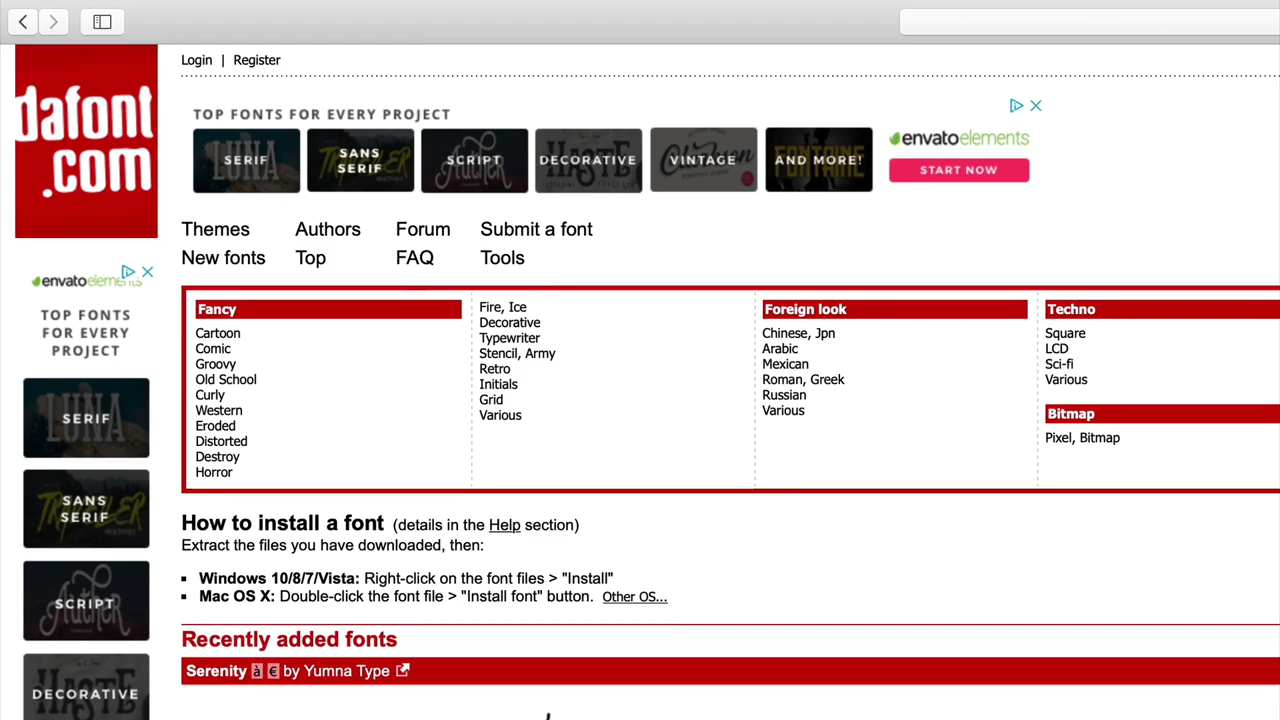 Login | Register
dafont
.com
TOP FONTS FOR EVERY PROJECT
SERIF
SANS
SERIF
SCRIPT
DECORATIVE
VINTAGE
AND MORE!
envatoelements
START NOW
Themes Authors Forum Submit a font
New fonts Top FAQ Tools
envatoelements
TOP FONTS
FOR EVERY
PROJECT
SERIF
SANS
SERIF
SCRIPT
DECORATIVE
Fancy
Cartoon
Comic
Groovy
Old School
Curly
Western
Eroded
Distorted
Destroy
Horror
Fire, Ice
Decorative
Typewriter
Stencil, Army
Retro
Initials
Grid
Various
Foreign look
Chinese, Jpn
Arabic
Mexican
Roman, Greek
Russian
Various
Techno
Square
LCD
Sci-fi
Various
Bitmap
Pixel, Bitmap
How to install a font (details in the Help section)
Extract the files you have downloaded, then:
Windows 10/8/7/Vista: Right-click on the font files > "Install"
Mac OS X: Double-click the font file > "Install font" button. Other OS...
Recently added fonts
Serenity à € by Yumna Type